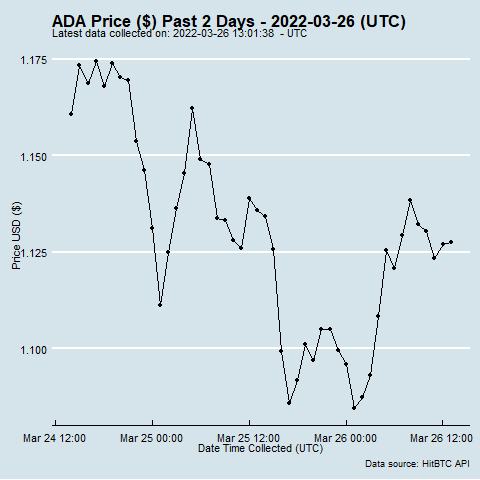 ADA Price ($) Past 2 Days - 2022-03-26 (UTC)
Latest data collected on: 2022-03-26 13:01:38 - UTC
1.175
1.150
1.125
1.100
Price USD ($)
Mar 24 12:00 Mar 25 00:00 Mar 25 12:00 Mar 26 00:00 Mar 26 12:00
Date Time Collected (UTC)
Data source: HitBTC API